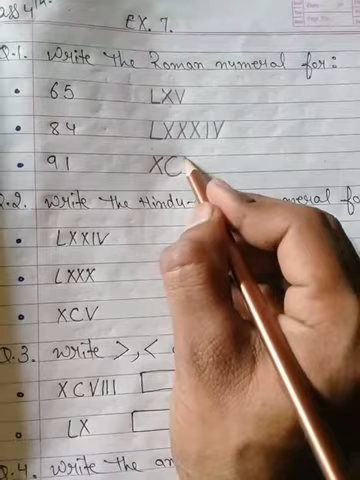 EX. 7.
Q.1. Write the Roman numeral for:
• 65 LXV
• 84 LXXXIV
• 91 XC
Q.2. Write the Hindu-
• LXXIV
• LXXX
• XCV
Q.3. Write >, <
• XCVIII
• LX
Q.4. Write the